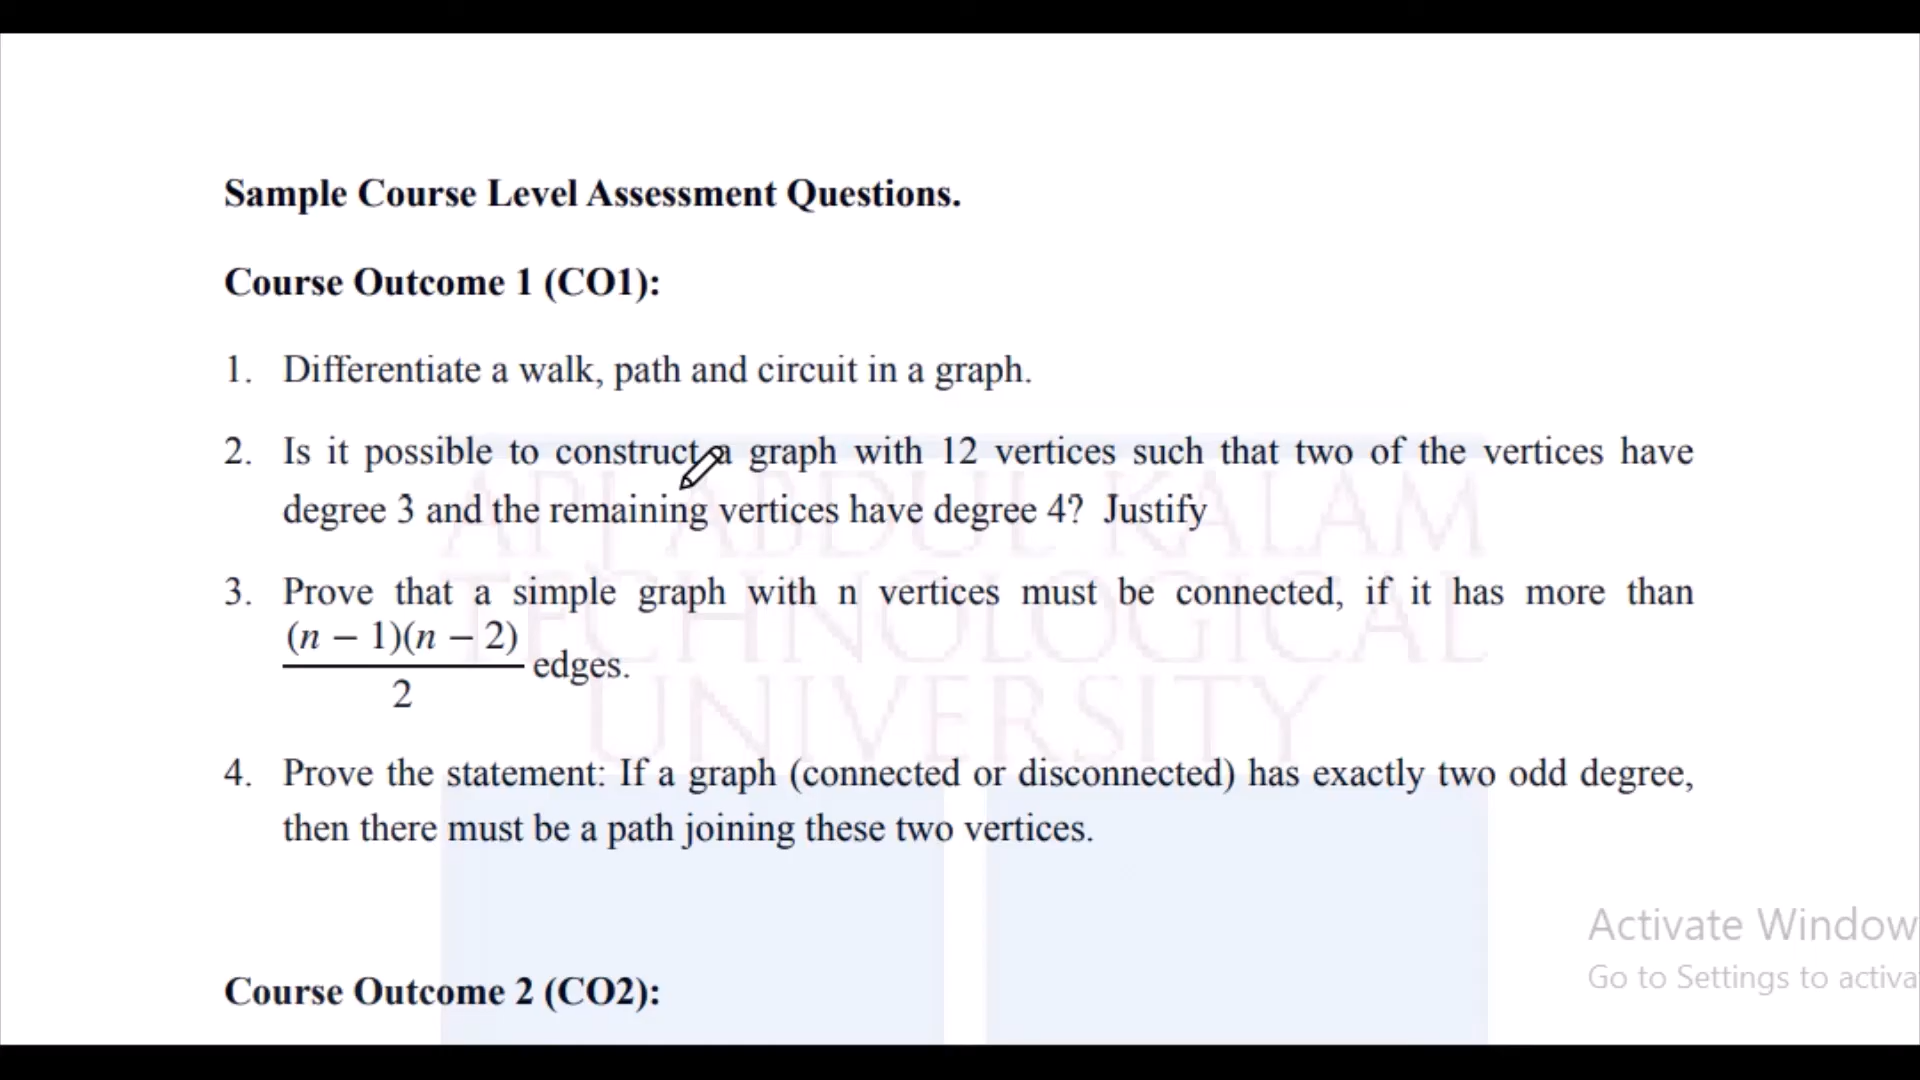 Sample Course Level Assessment Questions.
Course Outcome 1 (CO1):
1. Differentiate a walk, path and circuit in a graph.
2. Is it possible to construct a graph with 12 vertices such that two of the vertices have
degree 3 and the remaining vertices have degree 4? Justify
3. Prove that a simple graph with n vertices must be connected, if it has more than
(n − 1)(n − 2)
edges.
2
4. Prove the statement: If a graph (connected or disconnected) has exactly two odd degree,
then there must be a path joining these two vertices.
Course Outcome 2 (CO2):
API ABDUL KALAM
TECHNOLOGICAL
UNIVERSITY
Activate Window
Go to Settings to activa